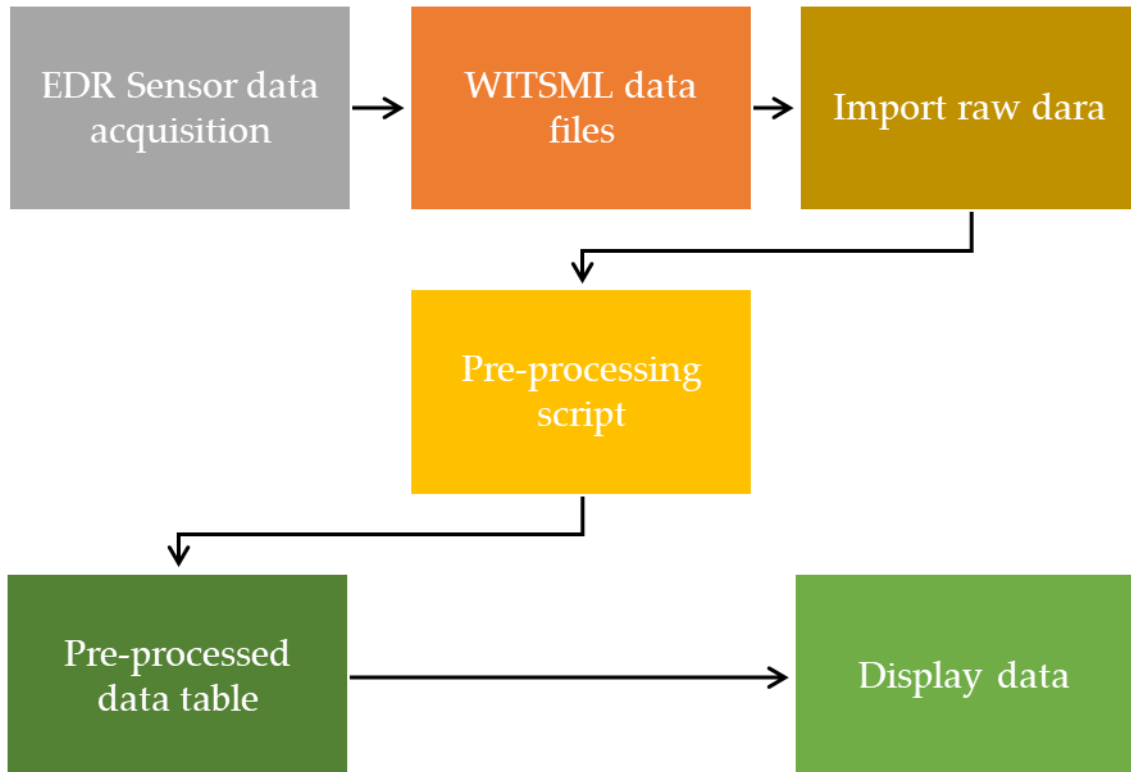 EDR Sensor data
acquisition
WITSML data
files
Import raw dara
Pre-processing
script
Pre-processed
data table
Display data